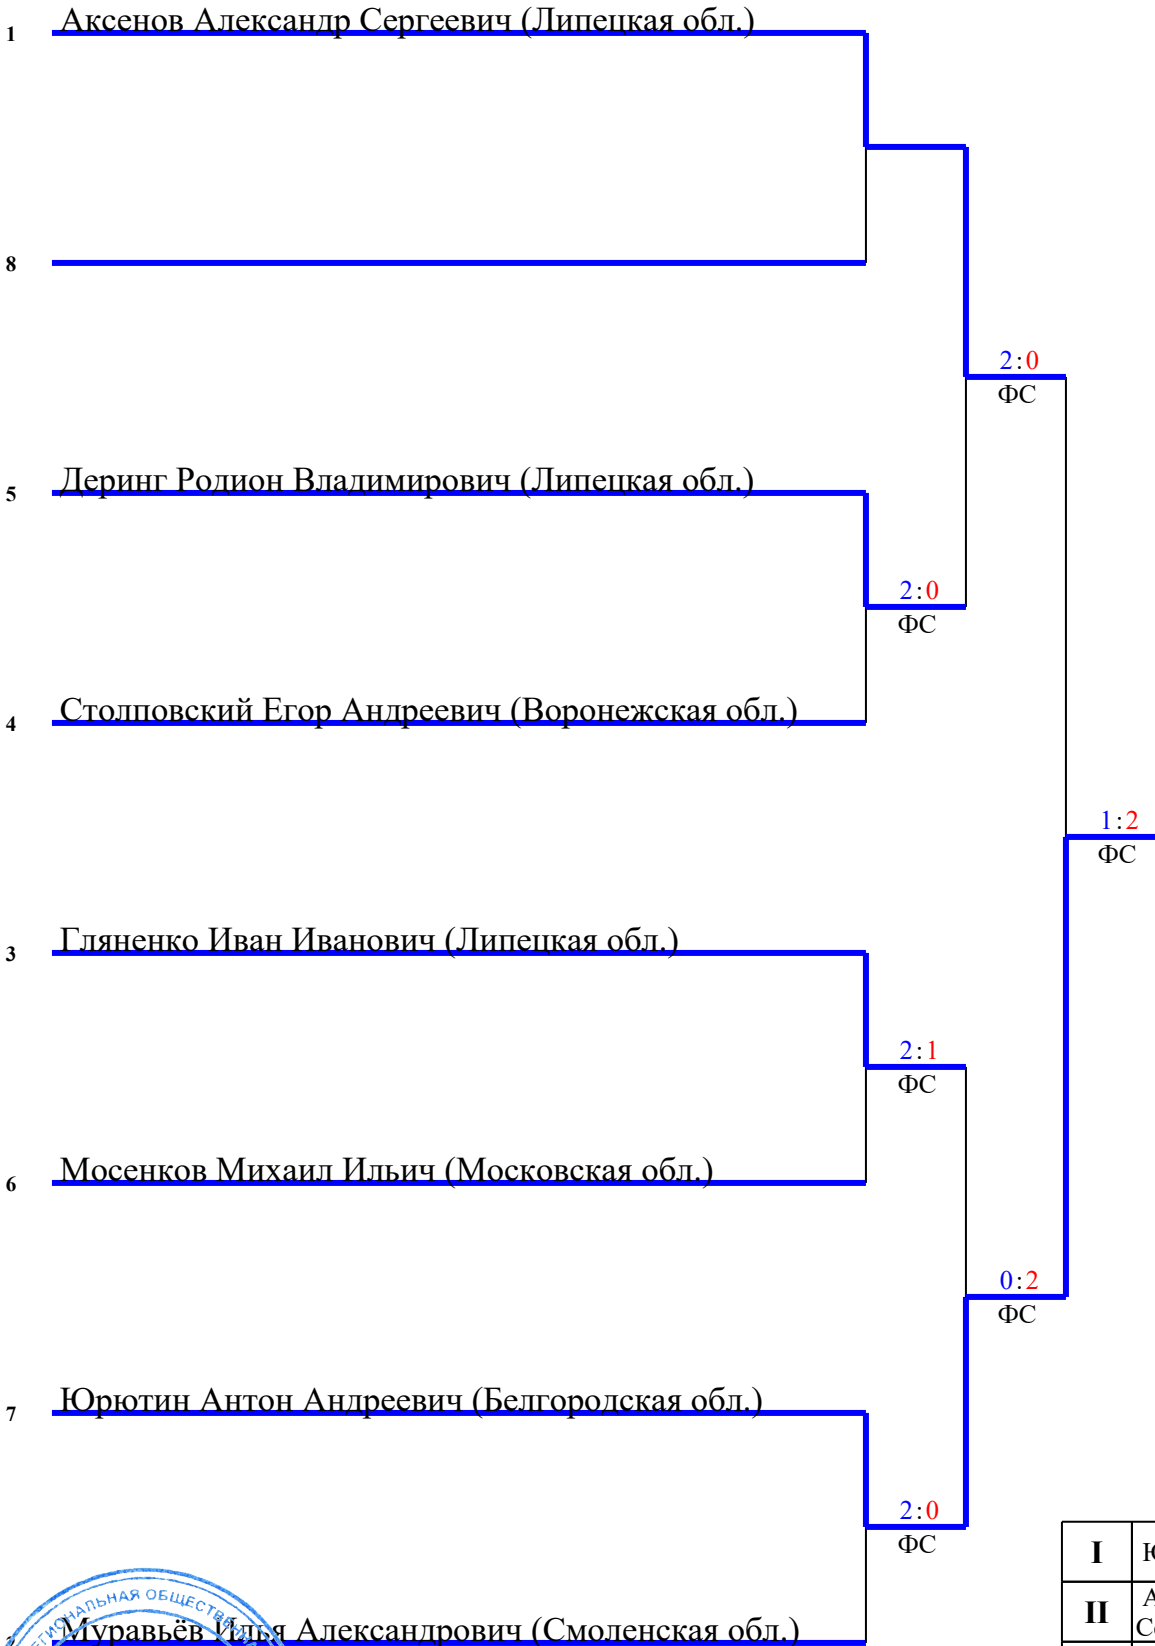 1 Аксенов Александр Сергеевич (Липецкая обл.)
8
2:0
ФС
5 Деринг Родион Владимирович (Липецкая обл.)
2:0
ФС
4 Столповский Егор Андреевич (Воронежская обл.)
1:2
ФС
3 Гляненко Иван Иванович (Липецкая обл.)
2:1
ФС
6 Мосенков Михаил Ильич (Московская обл.)
0:2
ФС
7 Юрютин Антон Андреевич (Белгородская обл.)
2:0
ФС
I
II
Муравьёв Илья Александрович (Смоленская обл.)